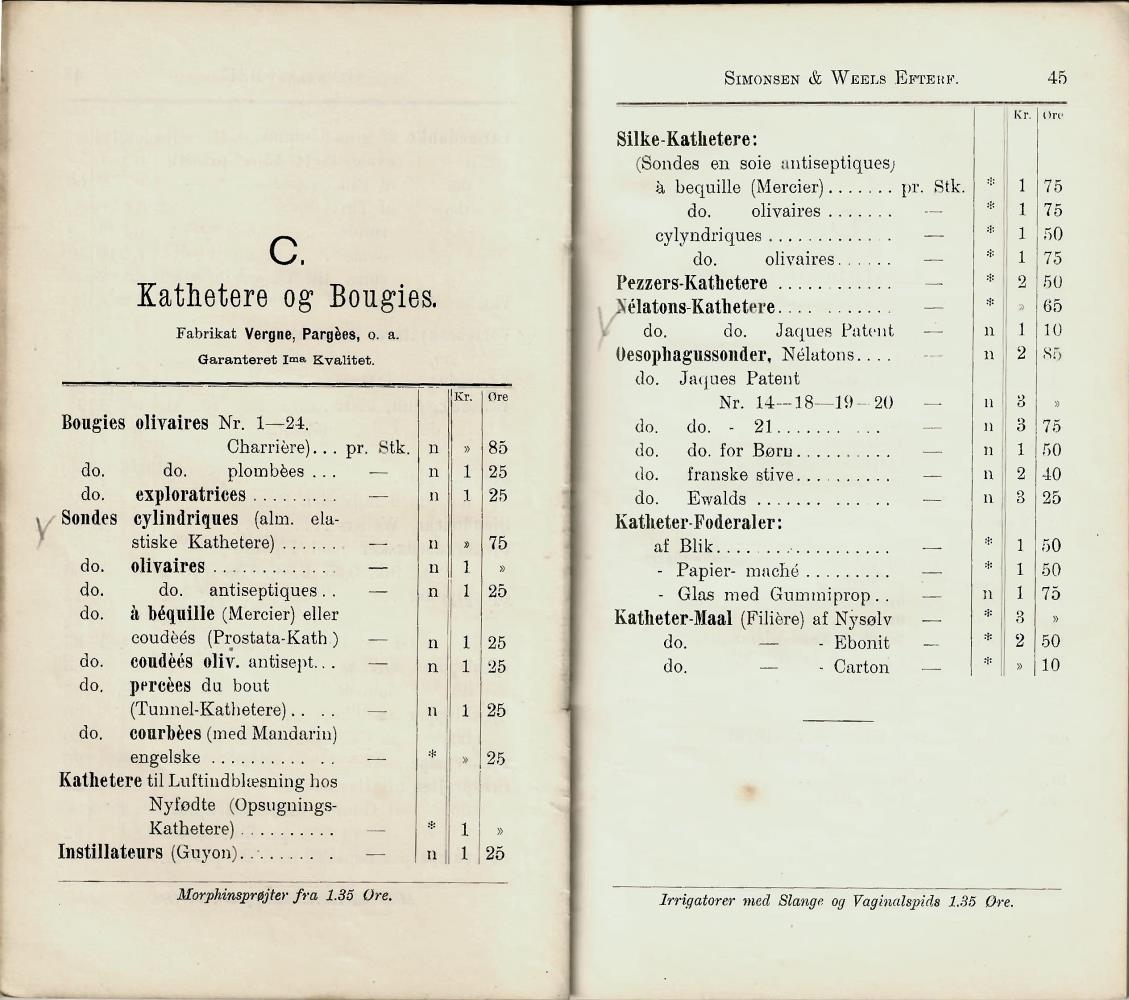 C.
Kathetere og Bougies.
Fabrikat Vergne, Pargèes, o. a.
Garanteret Ima Kvalitet.
Kr. Øre
Bougies olivaires Nr. 1—24.
Charrière)... pr. Stk. n » 85
do. do. plombèes ... — n 1 25
do. exploratrices ......... — n 1 25
Sondes cylindriques (alm. ela-
stiske Kathetere) ....... — n » 75
do. olivaires ............. — n 1 »
do. do. antiseptiques.. — n 1 25
do. à béquille (Mercier) eller
coudèés (Prostata-Kath.) — n 1 25
do. coudèés oliv. antisept... — n 1 25
do. percèes du bout
(Tunnel-Kathetere).. .. — n 1 25
do. courbèes (med Mandarin)
engelske ............ — * » 25
Kathetere til Luftindblæsning hos
Nyfødte (Opsugnings-
Kathetere) .......... — * 1 »
Instillateurs (Guyon)......... — n 1 25
Morphinsprøjter fra 1.35 Øre.
Simonsen & Weels Efterf. 45
Kr. Øre
Silke-Kathetere:
(Sondes en soie antiseptiques)
à bequille (Mercier)....... pr. Stk. * 1 75
do. olivaires ....... — * 1 75
cylyndriques ............ — * 1 50
do. olivaires...... — * 1 75
Pezzers-Kathetere ........... — * 2 50
Nélatons-Kathetere.... ....... — * » 65
do. do. Jaques Patent — n 1 10
Oesophagussonder, Nélatons.... — n 2 85
do. Jaques Patent
Nr. 14—18—19—20 — n 3 »
do. do. - 21....... ... — n 3 75
do. do. for Børn.......... — n 1 50
do. franske stive.......... — n 2 40
do. Ewalds ............ — n 3 25
Katheter-Foderaler:
af Blik................... — * 1 50
- Papier- maché ......... — * 1 50
- Glas med Gummiprop.. — n 1 75
Katheter-Maal (Filière) af Nysølv — * 3 »
do. — - Ebonit — * 2 50
do. — - Carton — * » 10
Irrigatorer med Slange og Vaginalspids 1.35 Øre.